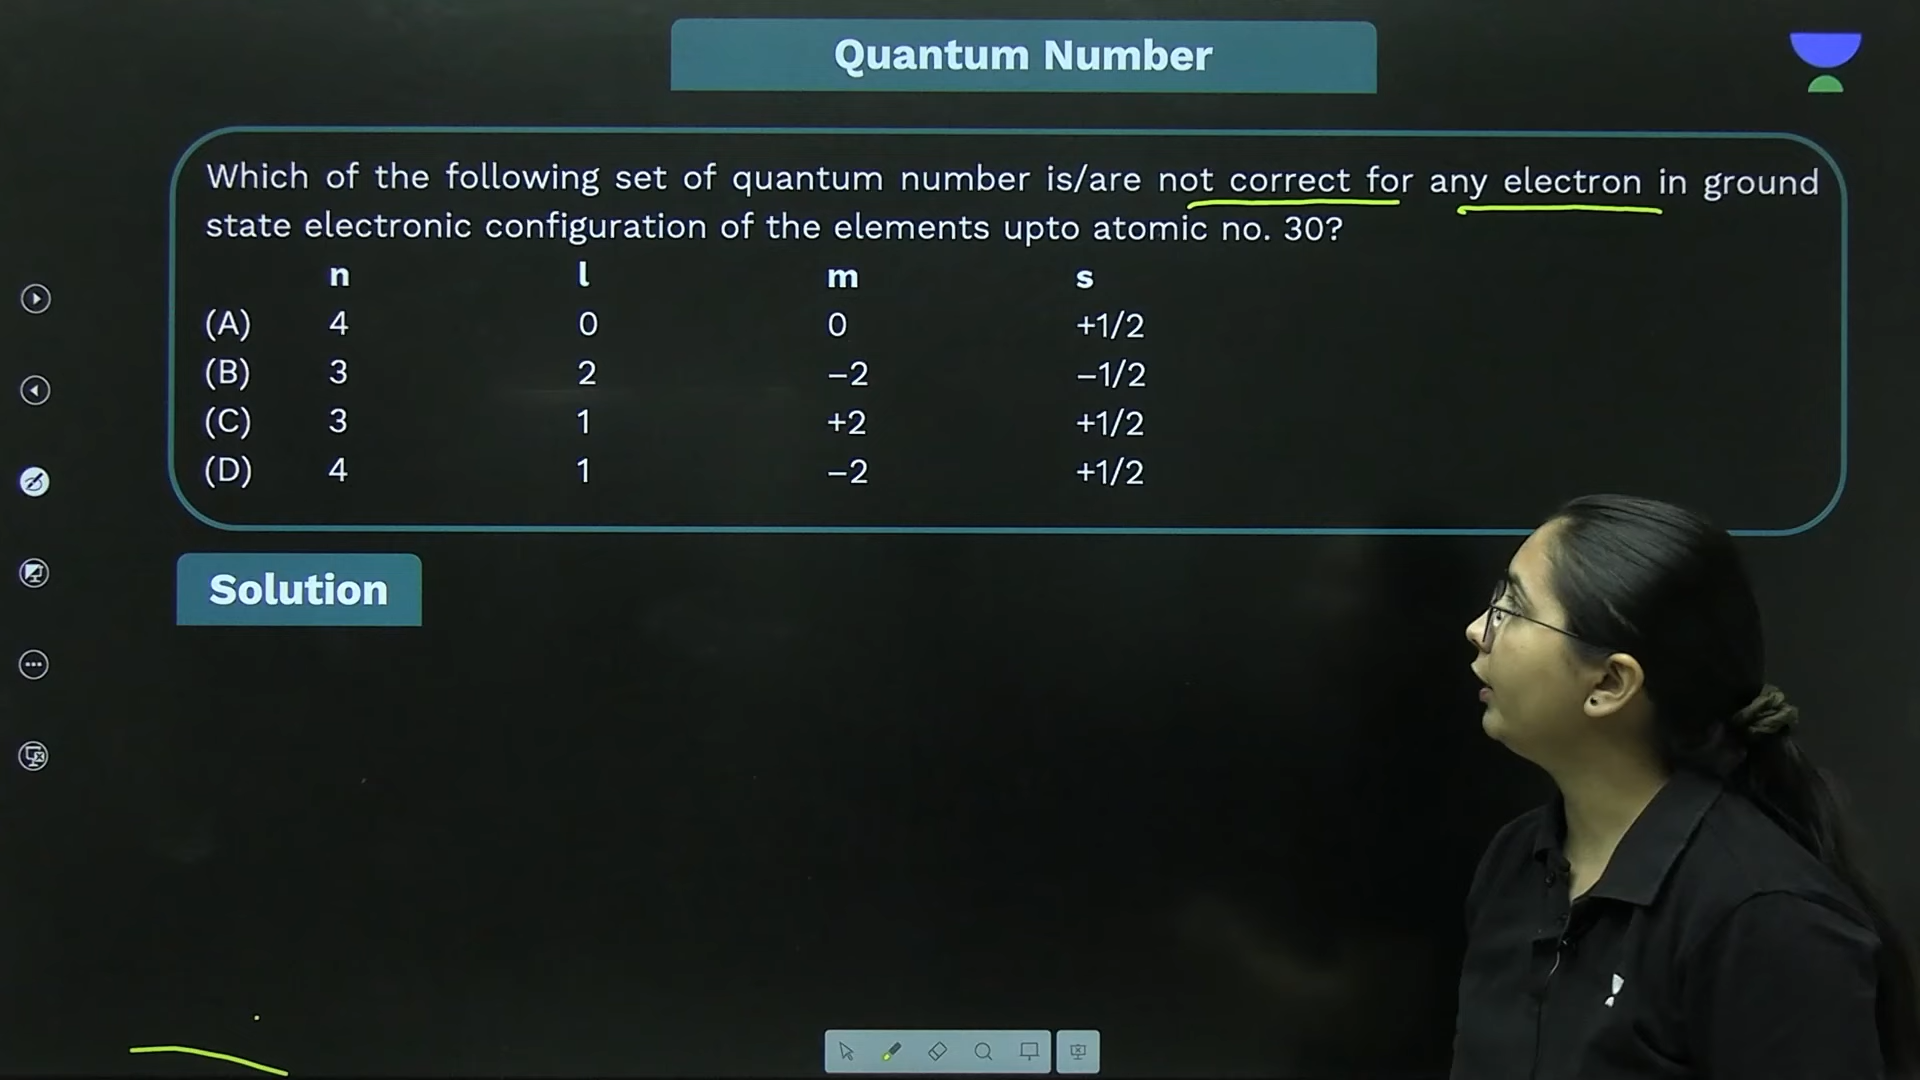 Quantum Number
Which of the following set of quantum number is/are not correct for any electron in ground
state electronic configuration of the elements upto atomic no. 30?
n l m s
(A) 4 0 0 +1/2
(B) 3 2 −2 −1/2
(C) 3 1 +2 +1/2
(D) 4 1 −2 +1/2
Solution